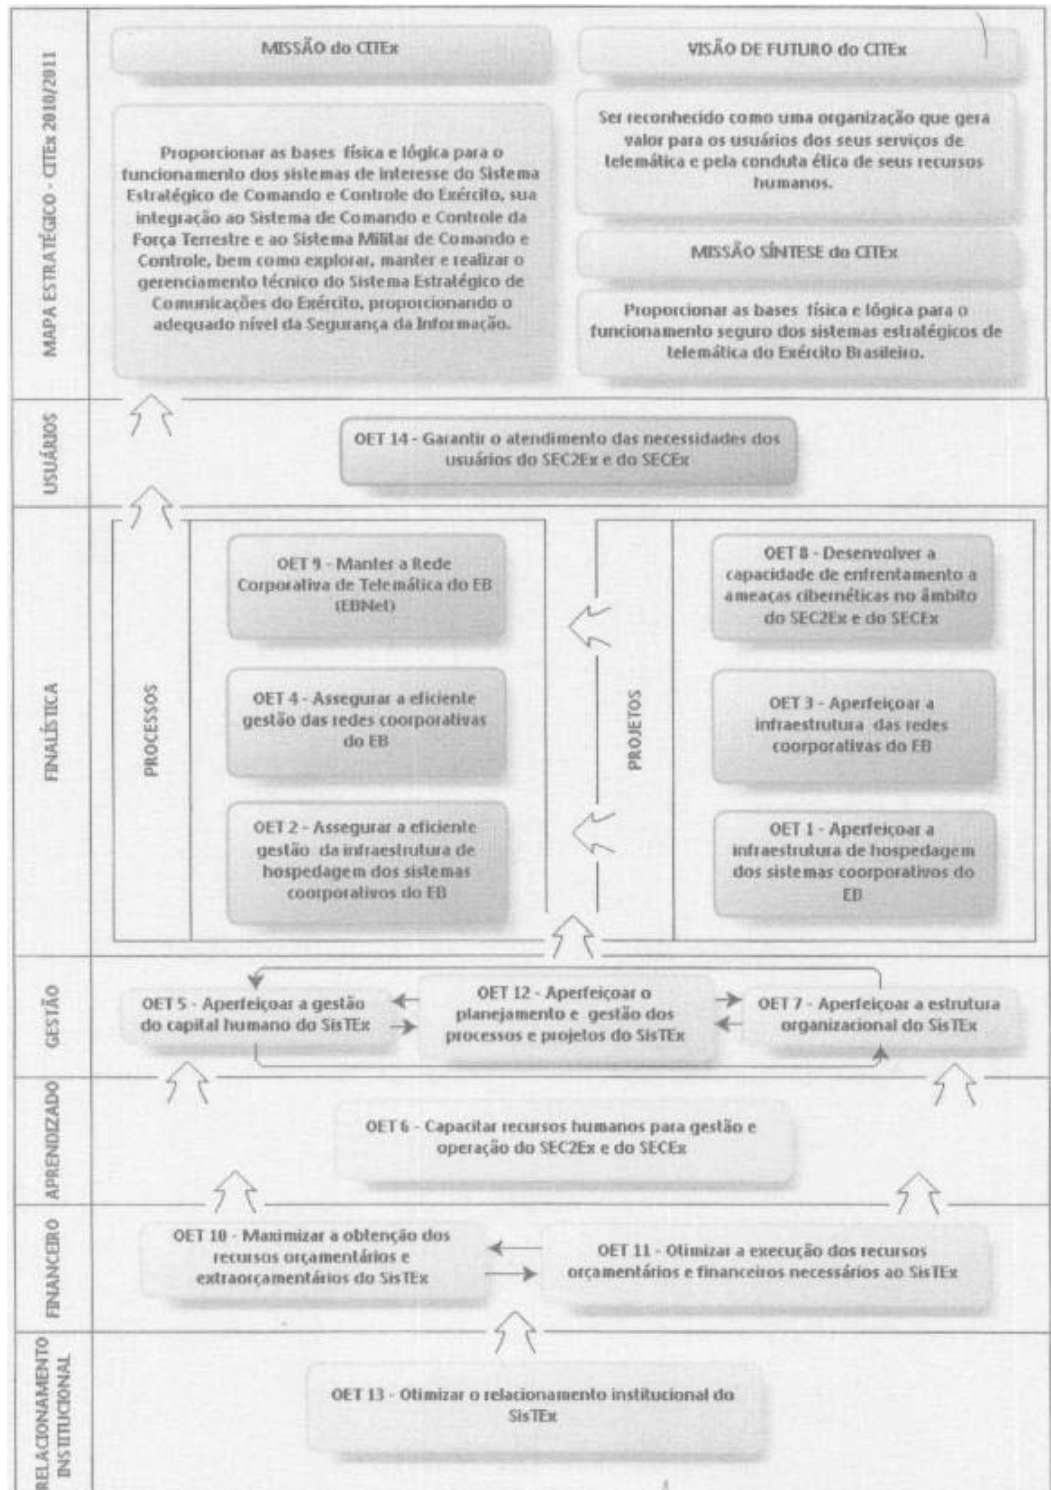 MAPA ESTRATÉGICO - CITEx 2010/2011
MISSÃO do CITEx
Proporcionar as bases física e lógica para o
funcionamento dos sistemas de interesse do Sistema
Estratégico de Comando e Controle do Exército, sua
integração ao Sistema de Comando e Controle da
Força Terrestre e ao Sistema Militar de Comando e
Controle, bem como explorar, manter e realizar o
gerenciamento técnico do Sistema Estratégico de
Comunicações do Exército, proporcionando o
adequado nível da Segurança da Informação.
VISÃO DE FUTURO do CITEx
Ser reconhecido como uma organização que gera
valor para os usuários dos seus serviços de
telemática e pela conduta ética de seus recursos
humanos.
MISSÃO SÍNTESE do CITEx
Proporcionar as bases física e lógica para o
funcionamento seguro dos sistemas estratégicos de
telemática do Exército Brasileiro.
USUÁRIOS
OET 14 - Garantir o atendimento das necessidades dos
usuários do SEC2Ex e do SECEx
FINALÍSTICA
PROCESSOS
OET 9 - Manter a Rede
Corporativa de Telemática do EB
(EBNet)
OET 4 - Assegurar a eficiente
gestão das redes coorporativas
do EB
OET 2 - Assegurar a eficiente
gestão da infraestrutura de
hospedagem dos sistemas
coorporativos do EB
PROJETOS
OET 8 - Desenvolver a
capacidade de enfrentamento a
ameaças cibernéticas no âmbito
do SEC2Ex e do SECEx
OET 3 - Aperfeiçoar a
infraestrutura das redes
coorporativas do EB
OET 1 - Aperfeiçoar a
infraestrutura de hospedagem
dos sistemas coorporativos do
EB
GESTÃO
OET 5 - Aperfeiçoar a gestão
do capital humano do SisTEx
OET 12 - Aperfeiçoar o
planejamento e gestão dos
processos e projetos do SisTEx
OET 7 - Aperfeiçoar a estrutura
organizacional do SisTEx
APRENDIZADO
OET 6 - Capacitar recursos humanos para gestão e
operação do SEC2Ex e do SECEx
FINANCEIRO
OET 10 - Maximizar a obtenção dos
recursos orçamentários e
extraorçamentários do SisTEx
OET 11 - Otimizar a execução dos recursos
orçamentários e financeiros necessários ao SisTEx
RELACIONAMENTO
INSTITUCIONAL
OET 13 - Otimizar o relacionamento institucional do
SisTEx